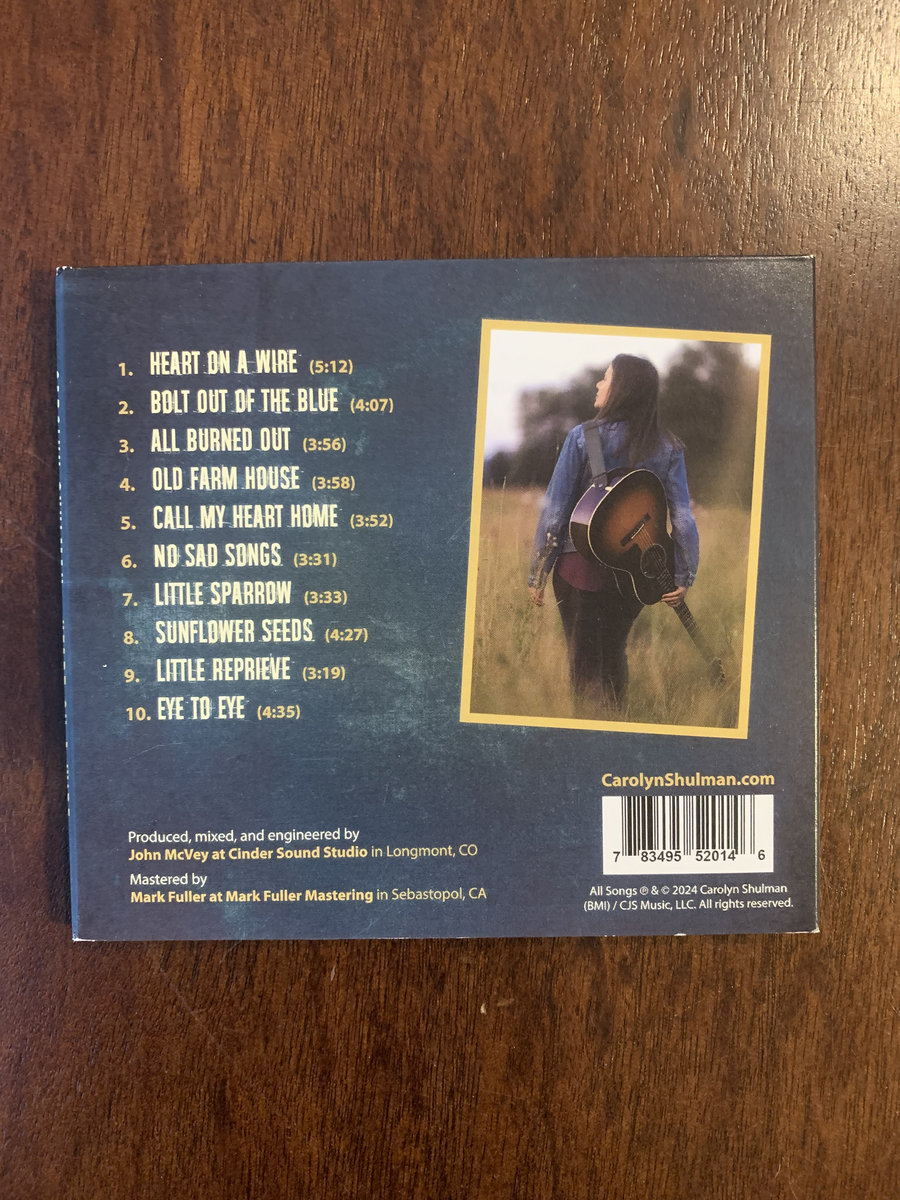 1. HEART ON A WIRE (5:12)
2. BOLT OUT OF THE BLUE (4:07)
3. ALL BURNED OUT (3:56)
4. OLD FARM HOUSE (3:58)
5. CALL MY HEART HOME (3:52)
6. NO SAD SONGS (3:31)
7. LITTLE SPARROW (3:33)
8. SUNFLOWER SEEDS (4:27)
9. LITTLE REPRIEVE (3:19)
10. EYE TO EYE (4:35)
Produced, mixed, and engineered by
John McVey at Cinder Sound Studio in Longmont, CO
Mastered by
Mark Fuller at Mark Fuller Mastering in Sebastopol, CA
CarolynShulman.com
7 83495 52014 6
All Songs ℗ & © 2024 Carolyn Shulman
(BMI) / CJS Music, LLC. All rights reserved.